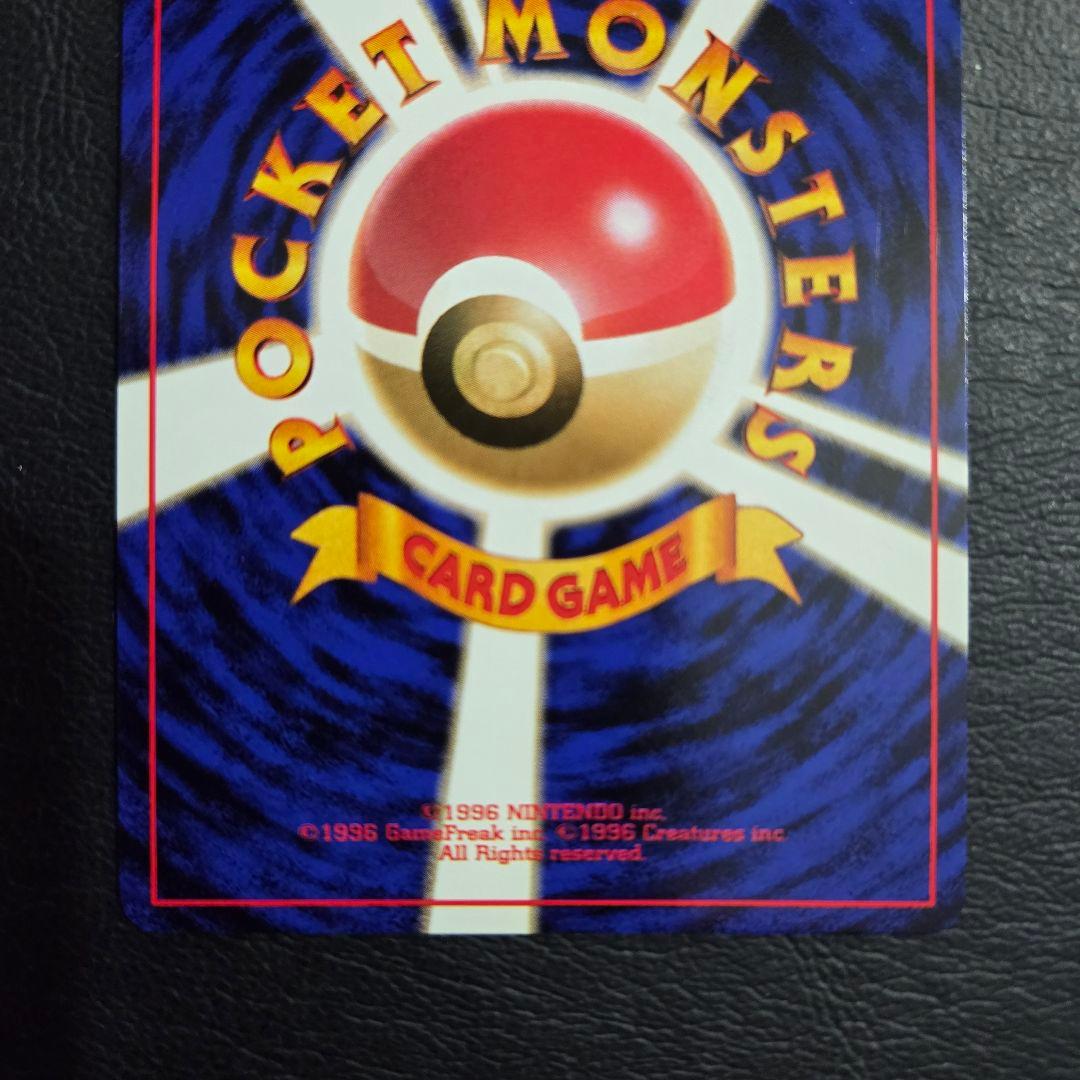 POCKET MONSTERS
CARD GAME
©1996 NINTENDO inc.
©1996 GameFreak inc. ©1996 Creatures inc.
All Rights reserved.